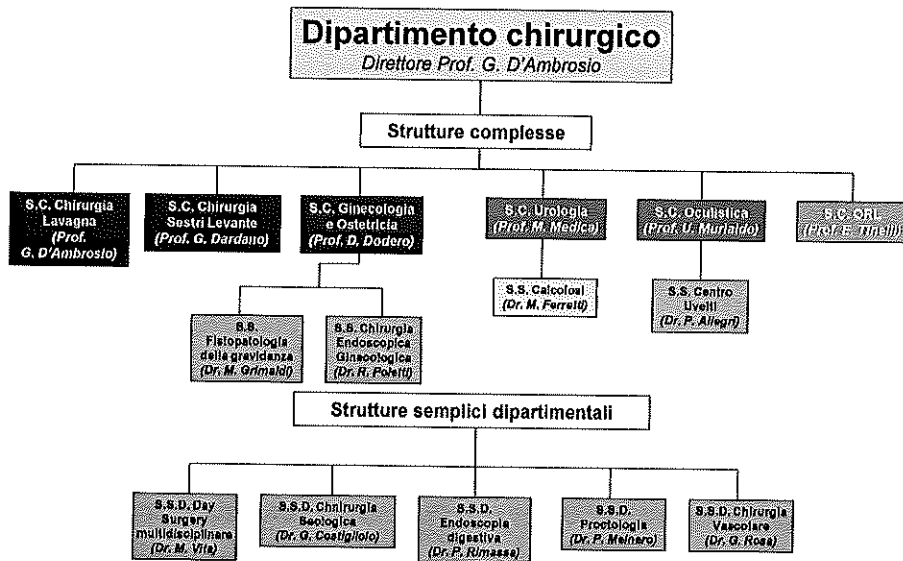 Dipartimento chirurgico
Direttore Prof. G. D'Ambrosio
Strutture complesse
S.C. Chirurgia
Lavagna
(Prof.
G. D'Ambrosio)
S.C. Chirurgia
Sestri Levante
(Prof. G. Dardano)
S.C. Ginecologia
e Ostetricia
(Prof. D. Dodero)
S.C. Urologia
(Prof. M. Medica)
S.C. Oculistica
(Prof. U. Murialdo)
S.C. ORL
(Prof. E. Tinelli)
S.S. Calcolosi
(Dr. M. Ferretti)
S.S. Centro
Uveiti
(Dr. P. Allegri)
S.S.
Fisiopatologia
della gravidanza
(Dr. M. Grimaldi)
S.S. Chirurgia
Endoscopica
Ginecologica
(Dr. R. Poletti)
Strutture semplici dipartimentali
S.S.D. Day
Surgery
multidisciplinare
(Dr. M. Vita)
S.S.D. Chirurgia
Senologica
(Dr. G. Costigliolo)
S.S.D.
Endoscopia
digestiva
(Dr. P. Rimassa)
S.S.D.
Proctologia
(Dr. P. Meinero)
S.S.D. Chirurgia
Vascolare
(Dr. G. Rosa)